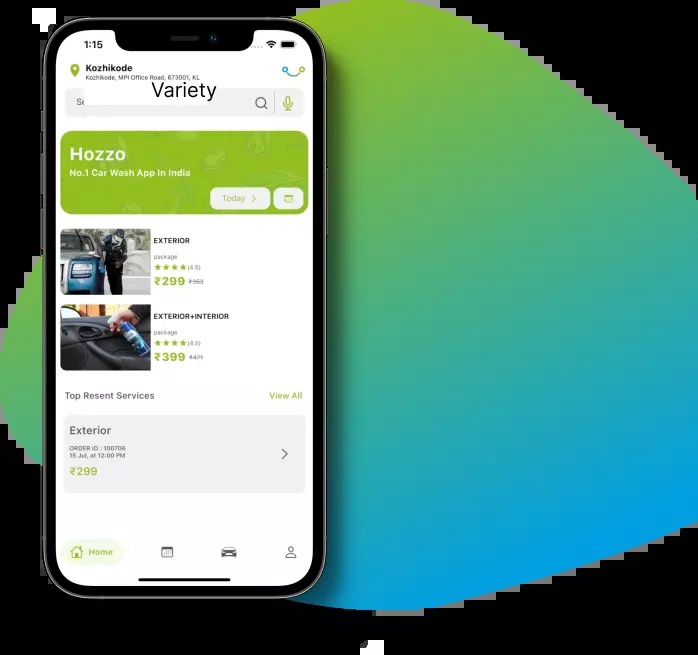 1:15
Kozhikode
Kozhikode, MPI Office Road, 673001, KL
Variety
Se
Hozzo
No.1 Car Wash App In India
Today
EXTERIOR
package
(4.5)
₹299 ₹353
EXTERIOR+INTERIOR
package
(4.5)
₹399 ₹471
Top Resent Services
View All
Exterior
ORDER ID : 100706
15 Jul, at 12:00 PM
₹299
Home